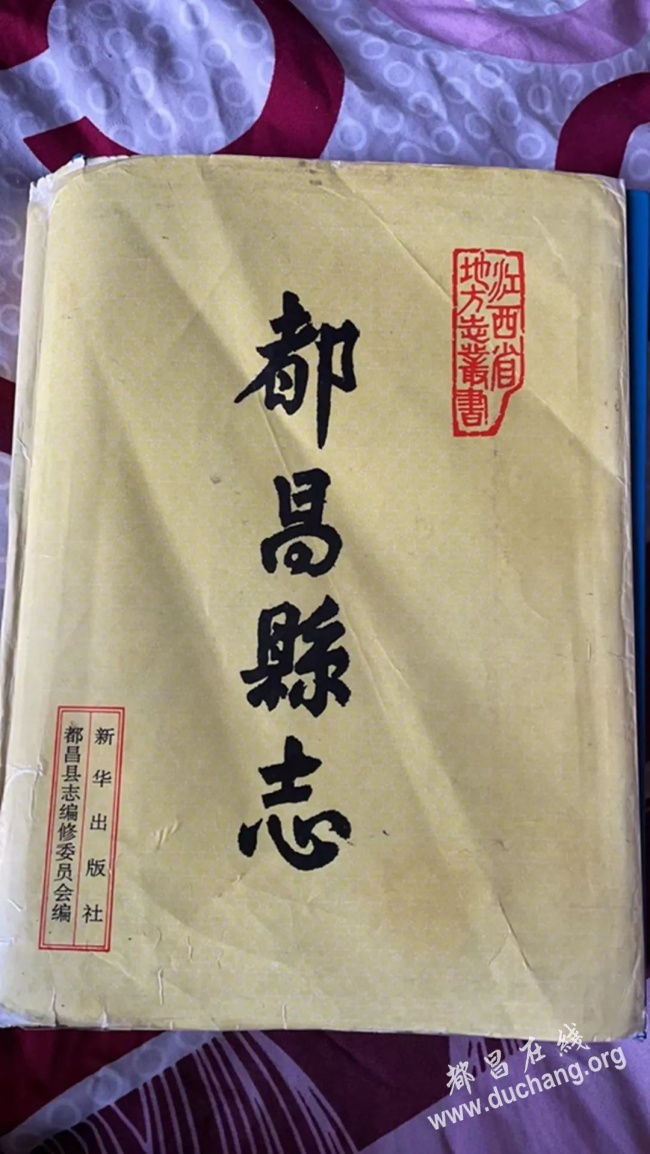 江西省
地方志叢書
都昌縣志
新华出版社
都昌县志编修委员会编
都昌在线
www.duchang.org